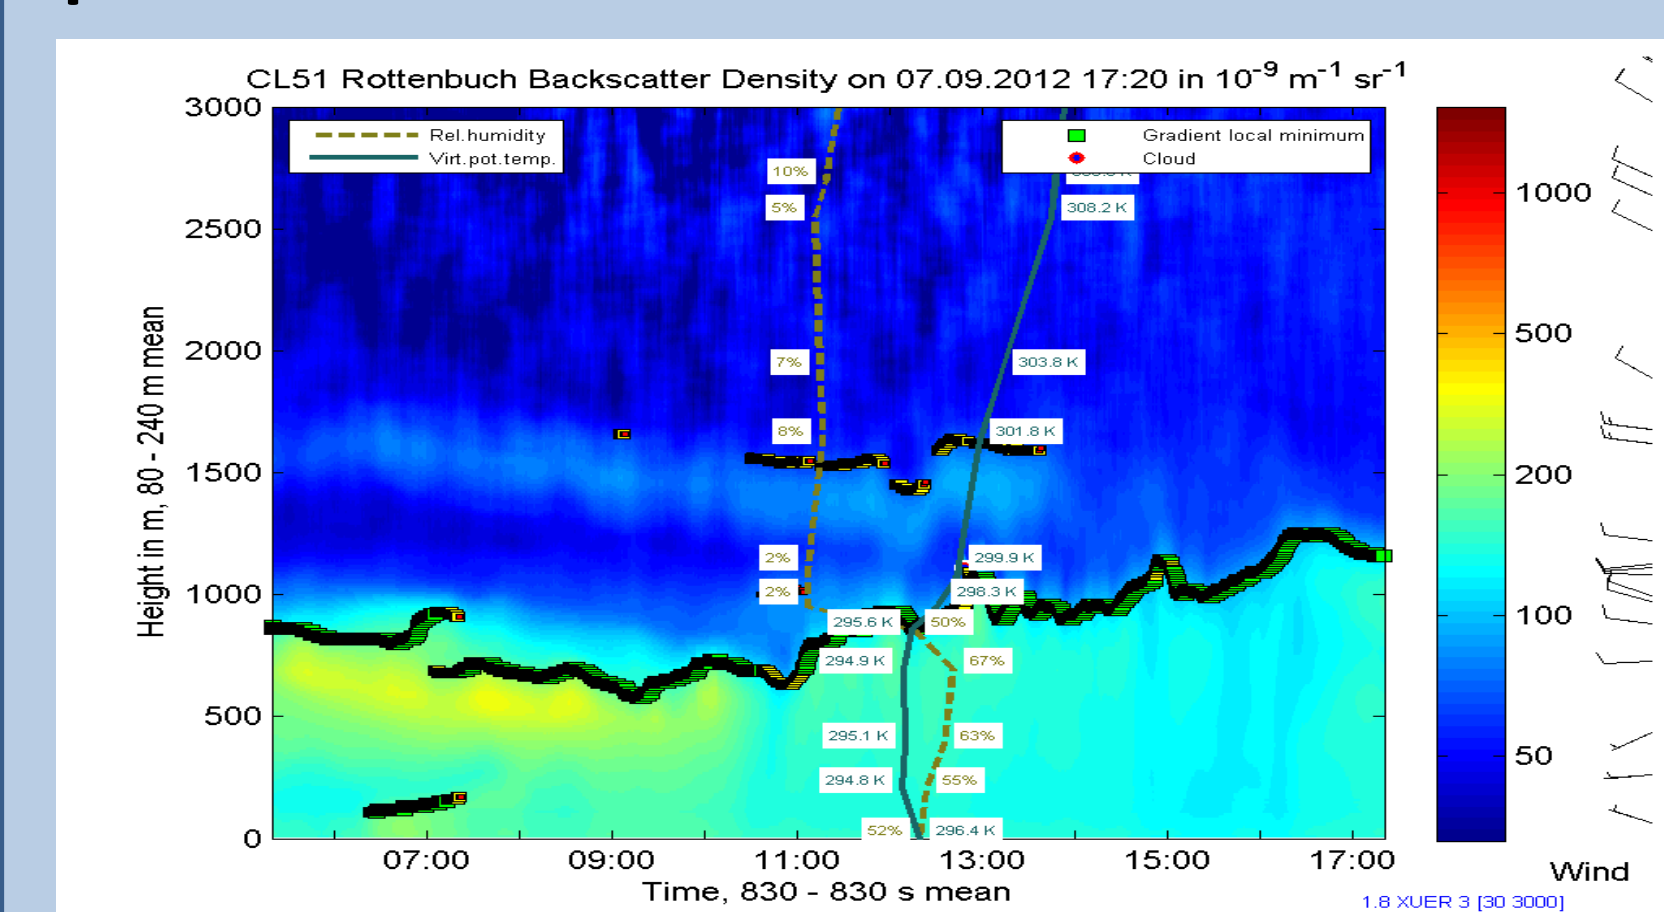 CL51 Rottenbuch Backscatter Density on 07.09.2012 17:20 in 10-9 m-1 sr-1
Rel.humidity
Virt.pot.temp.
Gradient local minimum
Cloud
Height in m, 80 - 240 m mean
3000
2500
2000
1500
1000
500
0
10%
5%
7%
8%
2%
2%
50%
67%
63%
55%
52%
308.2 K
303.8 K
301.8 K
299.9 K
298.3 K
295.6 K
294.9 K
295.1 K
294.8 K
296.4 K
07:00 09:00 11:00 13:00 15:00 17:00
Time, 830 - 830 s mean
1000
500
200
100
50
Wind
1.8 XUER 3 [30 3000]